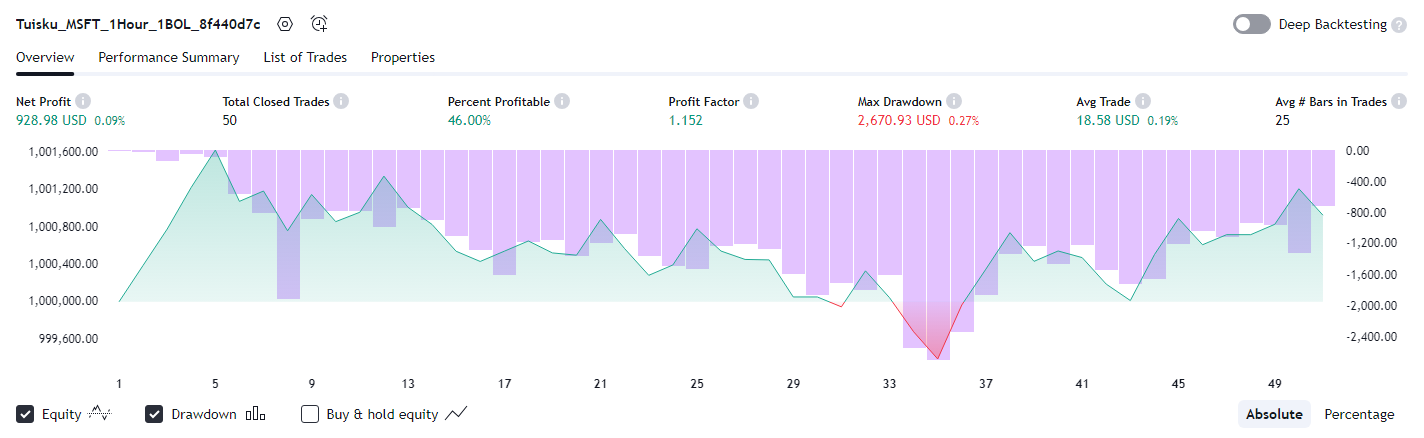 Tuisku_MSFT_1Hour_1BOL_8f440d7c Deep Backtesting ?
Overview Performance Summary List of Trades Properties
Net Profit i Total Closed Trades i Percent Profitable i Profit Factor i Max Drawdown i Avg Trade i Avg # Bars in Trades i
928.98 USD 0.09% 50 46.00% 1.152 2,670.93 USD 0.27% 18.58 USD 0.19% 25
1,001,600.00 0.00
1,001,200.00 -400.00
1,000,800.00 -800.00
1,000,400.00 -1,200.00
1,000,000.00 -1,600.00
999,600.00 -2,000.00
-2,400.00
1 5 9 13 17 21 25 29 33 37 41 45 49
Equity Drawdown Buy & hold equity Absolute Percentage